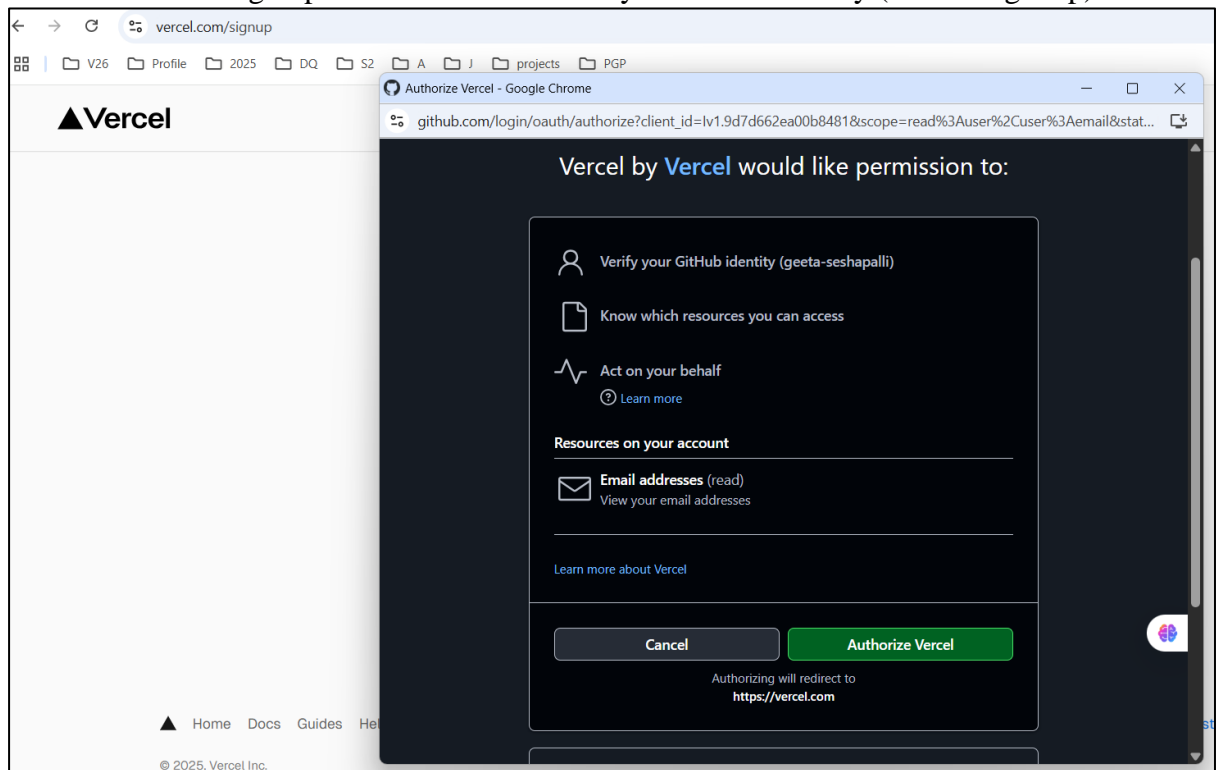 vercel.com/signup
V26 Profile 2025 DQ S2 A J projects PGP
Authorize Vercel - Google Chrome
Vercel
github.com/login/oauth/authorize?client_id=Iv1.9d7d662ea00b8481&scope=read%3Auser%2Cuser%3Aemail&stat...
Vercel by Vercel would like permission to:
Verify your GitHub identity (geeta-seshapalli)
Know which resources you can access
Act on your behalf
Learn more
Resources on your account
Email addresses (read)
View your email addresses
Learn more about Vercel
Cancel Authorize Vercel
Authorizing will redirect to
https://vercel.com
Home Docs Guides Hel
st
© 2025, Vercel Inc.